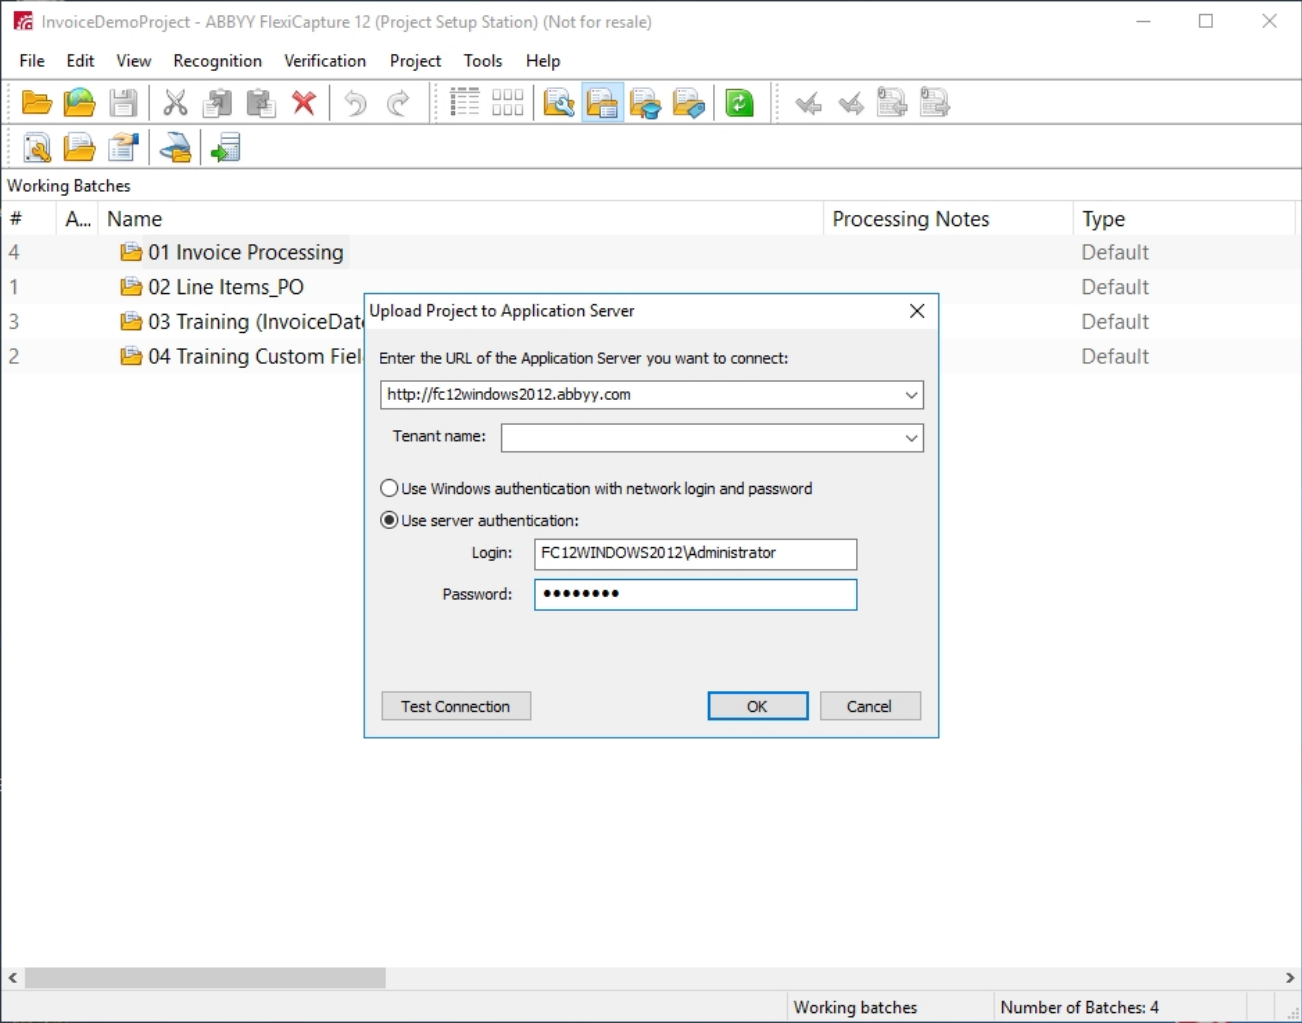 InvoiceDemoProject - ABBYY FlexiCapture 12 (Project Setup Station) (Not for resale)
File Edit View Recognition Verification Project Tools Help
Working Batches
# A... Name Processing Notes Type
4 01 Invoice Processing Default
1 02 Line Items_PO Default
3 03 Training (InvoiceDate Default
2 04 Training Custom Fiel Default
Upload Project to Application Server
Enter the URL of the Application Server you want to connect:
http://fc12windows2012.abbyy.com
Tenant name:
Use Windows authentication with network login and password
Use server authentication:
Login: FC12WINDOWS2012\Administrator
Password: ••••••••
Test Connection OK Cancel
Working batches Number of Batches: 4